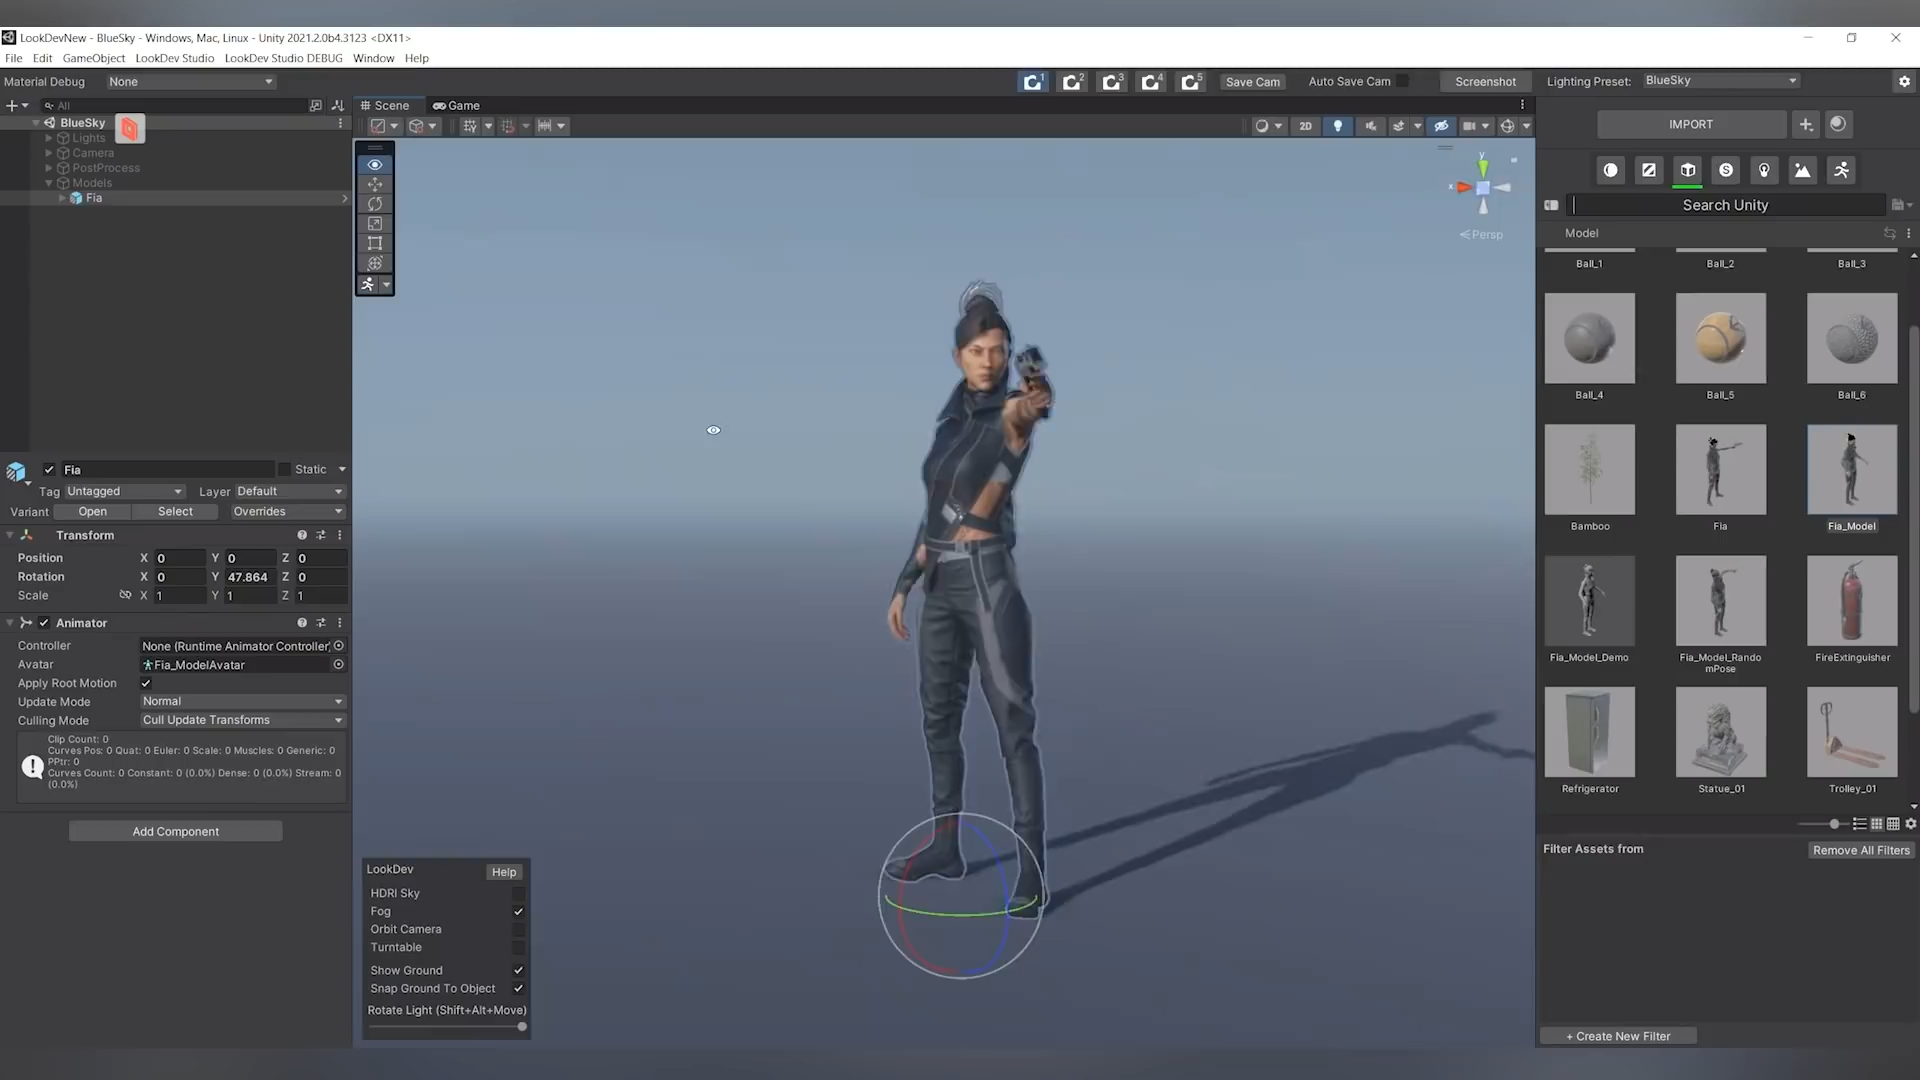 LookDevNew - BlueSky - Windows, Mac, Linux - Unity 2021.2.0b4.3123 <DX11>
File Edit GameObject LookDev Studio LookDev Studio DEBUG Window Help
Material Debug None 1 2 3 4 5 Save Cam Auto Save Cam Screenshot Lighting Preset: BlueSky
All
Scene Game
BlueSky
Lights
Camera
PostProcess
Models
Fia
2D
y
x
Persp
IMPORT
S
Search Unity
Model
Ball_1 Ball_2 Ball_3
Ball_4 Ball_5 Ball_6
Bamboo Fia Fia_Model
Fia_Model_Demo Fia_Model_Rando FireExtinguisher
mPose
Refrigerator Statue_01 Trolley_01
Filter Assets from Remove All Filters
+ Create New Filter
Fia Static
Tag Untagged Layer Default
Variant Open Select Overrides
Transform
Position X 0 Y 0 Z 0
Rotation X 0 Y 47.864 Z 0
Scale X 1 Y 1 Z 1
Animator
Controller None (Runtime Animator Controller)
Avatar Fia_ModelAvatar
Apply Root Motion
Update Mode Normal
Culling Mode Cull Update Transforms
Clip Count: 0
Curves Pos: 0 Quat: 0 Euler: 0 Scale: 0 Muscles: 0 Generic: 0
PPtr: 0
Curves Count: 0 Constant: 0 (0.0%) Dense: 0 (0.0%) Stream: 0
(0.0%)
Add Component
LookDev Help
HDRI Sky
Fog
Orbit Camera
Turntable
Show Ground
Snap Ground To Object
Rotate Light (Shift+Alt+Move)